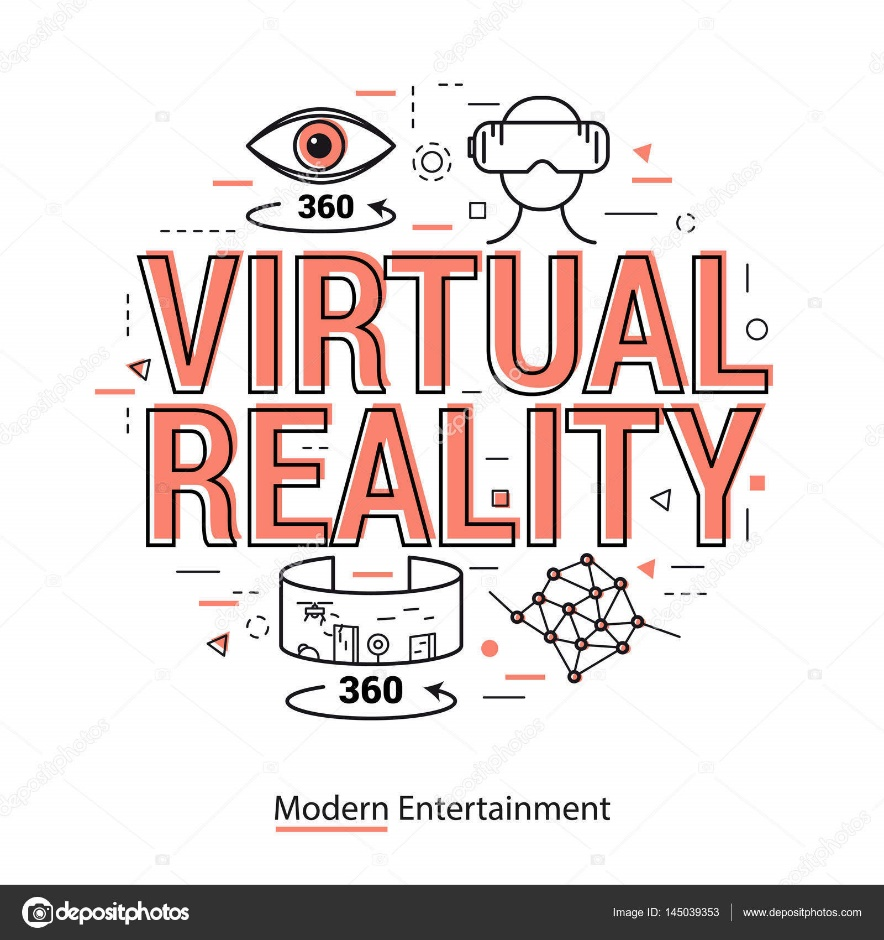 360
VIRTUAL
REALITY
360
Modern Entertainment
depositphotos
Image ID: 145039353 www.depositphotos.com